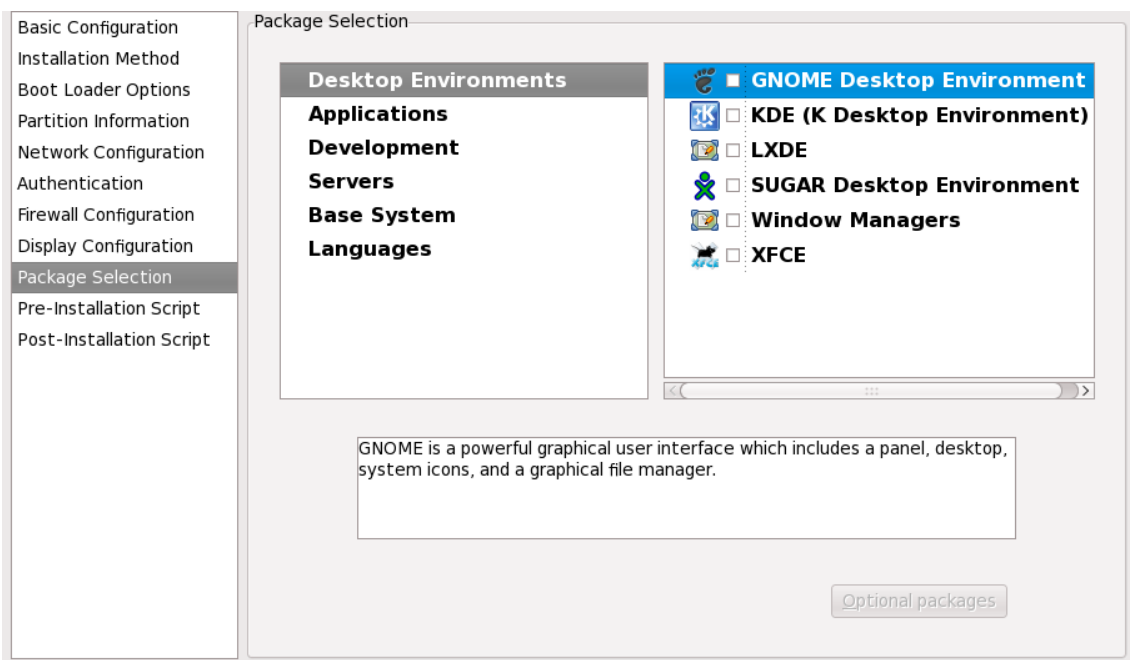 Basic Configuration
Installation Method
Boot Loader Options
Partition Information
Network Configuration
Authentication
Firewall Configuration
Display Configuration
Package Selection
Pre-Installation Script
Post-Installation Script
Package Selection
Desktop Environments
Applications
Development
Servers
Base System
Languages
GNOME Desktop Environment
KDE (K Desktop Environment)
LXDE
SUGAR Desktop Environment
Window Managers
XFCE
XFCE
GNOME is a powerful graphical user interface which includes a panel, desktop,
system icons, and a graphical file manager.
Optional packages